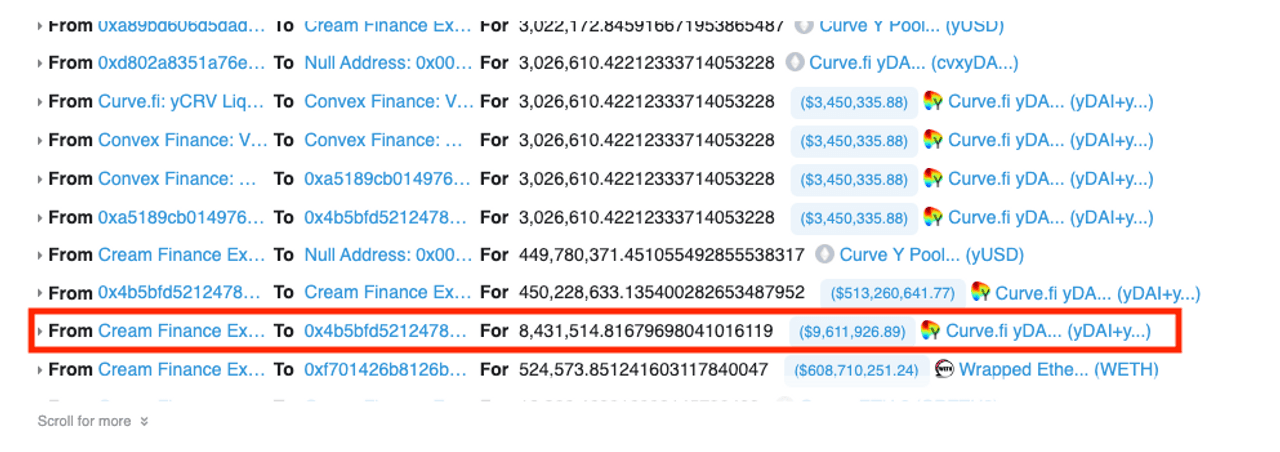 From 0xa89bd606d5dad... To Cream Finance Ex... For 3,022,172.845916671953865487 Curve Y Pool... (yUSD)
From 0xd802a8351a76e... To Null Address: 0x00... For 3,026,610.42212333714053228 Curve.fi yDA... (cvxyDA...)
From Curve.fi: yCRV Liq... To Convex Finance: V... For 3,026,610.42212333714053228 ($3,450,335.88) Curve.fi yDA... (yDAI+y...)
From Convex Finance: V... To Convex Finance: ... For 3,026,610.42212333714053228 ($3,450,335.88) Curve.fi yDA... (yDAI+y...)
From Convex Finance: ... To 0xa5189cb014976... For 3,026,610.42212333714053228 ($3,450,335.88) Curve.fi yDA... (yDAI+y...)
From 0xa5189cb014976... To 0x4b5bfd5212478... For 3,026,610.42212333714053228 ($3,450,335.88) Curve.fi yDA... (yDAI+y...)
From Cream Finance Ex... To Null Address: 0x00... For 449,780,371.451055492855538317 Curve Y Pool... (yUSD)
From 0x4b5bfd5212478... To Cream Finance Ex... For 450,228,633.135400282653487952 ($513,260,641.77) Curve.fi yDA... (yDAI+y...)
From Cream Finance Ex... To 0x4b5bfd5212478... For 8,431,514.81679698041016119 ($9,611,926.89) Curve.fi yDA... (yDAI+y...)
From Cream Finance Ex... To 0xf701426b8126b... For 524,573.851241603117840047 ($608,710,251.24) Wrapped Ethe... (WETH)
Scroll for more